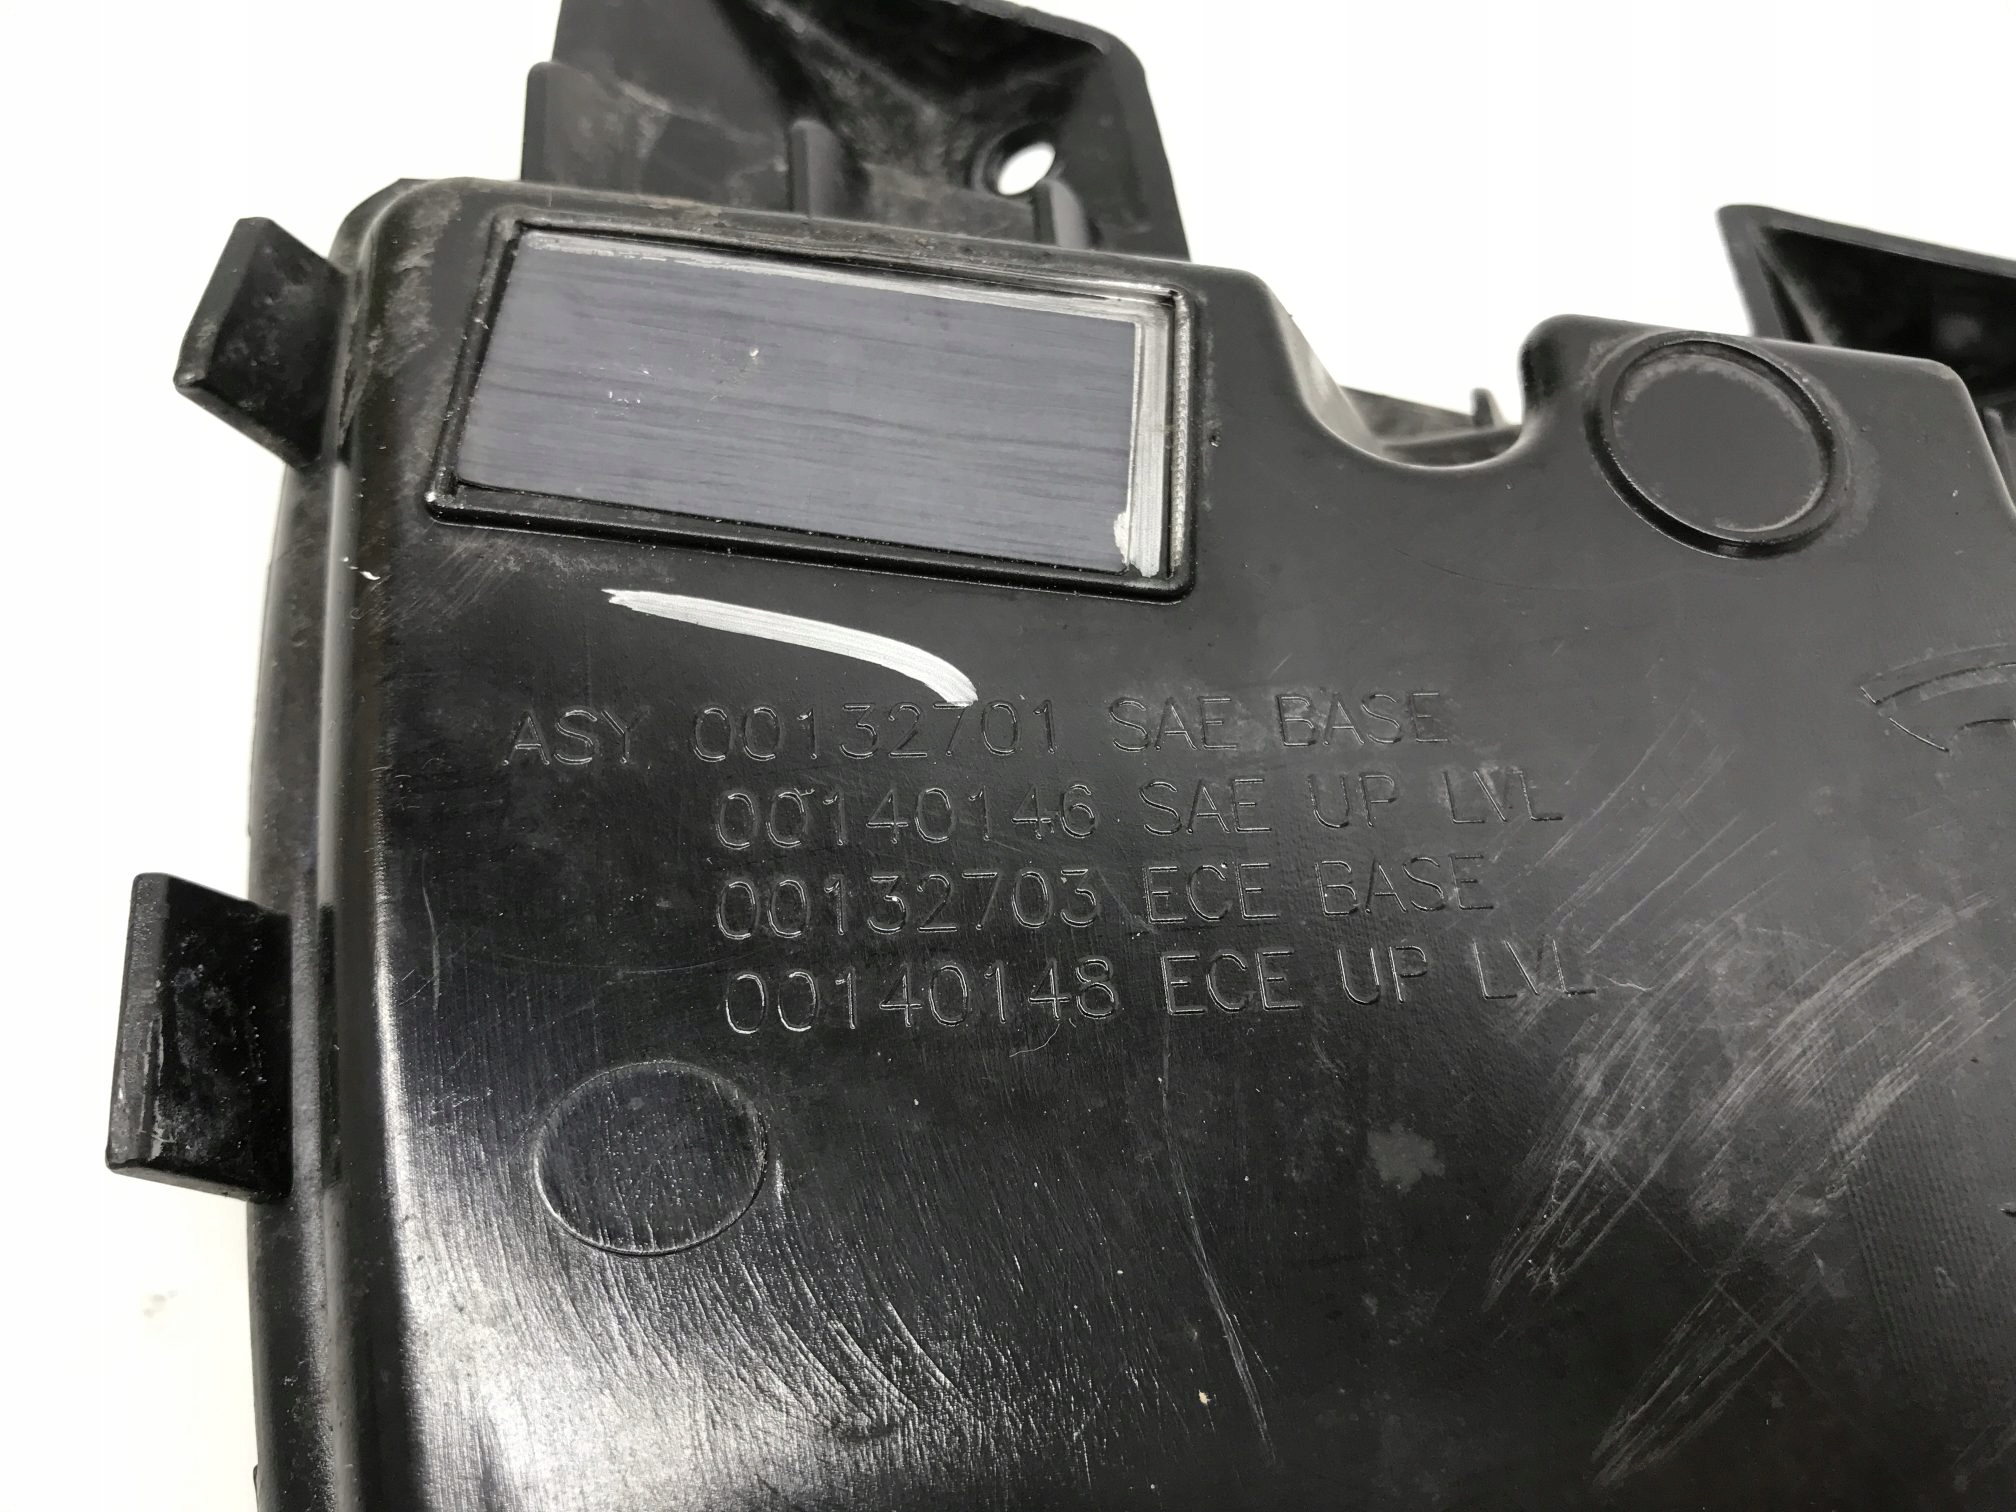 ASY 00132701 SAE BASE
00140146 SAE UP LVL
00132703 ECE BASE
00140148 ECE UP LVL